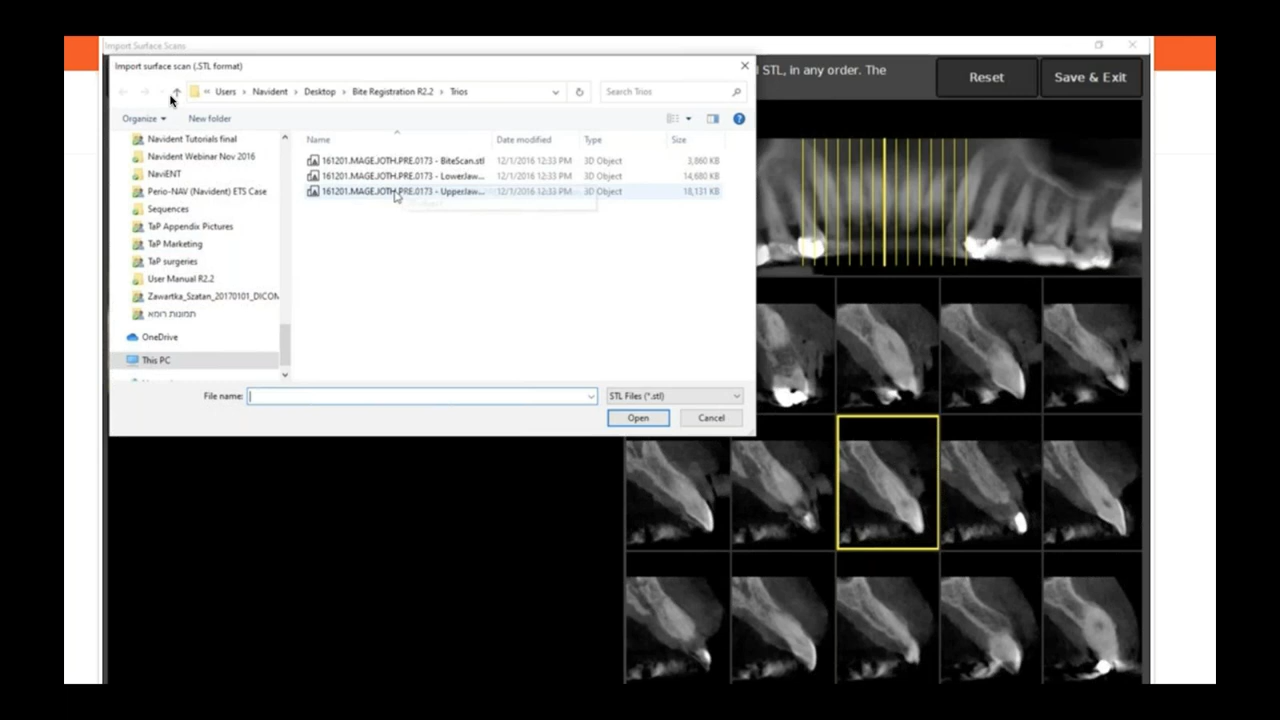 Import Surface Scans
Import surface scan (.STL format)
STL, in any order. The
Reset
Save & Exit
« Users › Navident › Desktop › Bite Registration R2.2 › Trios
Search Trios
Organize
New folder
Name
Date modified
Type
Size
Navident Tutorials final
Navident Webinar Nov 2016
NaviENT
Perio-NAV (Navident) ETS Case
Sequences
TaP Appendix Pictures
TaP Marketing
TaP surgeries
User Manual R2.2
Zawartka_Szatan_20170101_DICON
תמונות רומא
OneDrive
This PC
161201.MAGE.JOTH.PRE.0173 - BiteScan.stl 12/1/2016 12:33 PM 3D Object 3,860 KB
161201.MAGE.JOTH.PRE.0173 - LowerJaw... 12/1/2016 12:33 PM 3D Object 14,680 KB
161201.MAGE.JOTH.PRE.0173 - UpperJaw... 12/1/2016 12:33 PM 3D Object 18,131 KB
File name:
STL Files (*.stl)
Open
Cancel